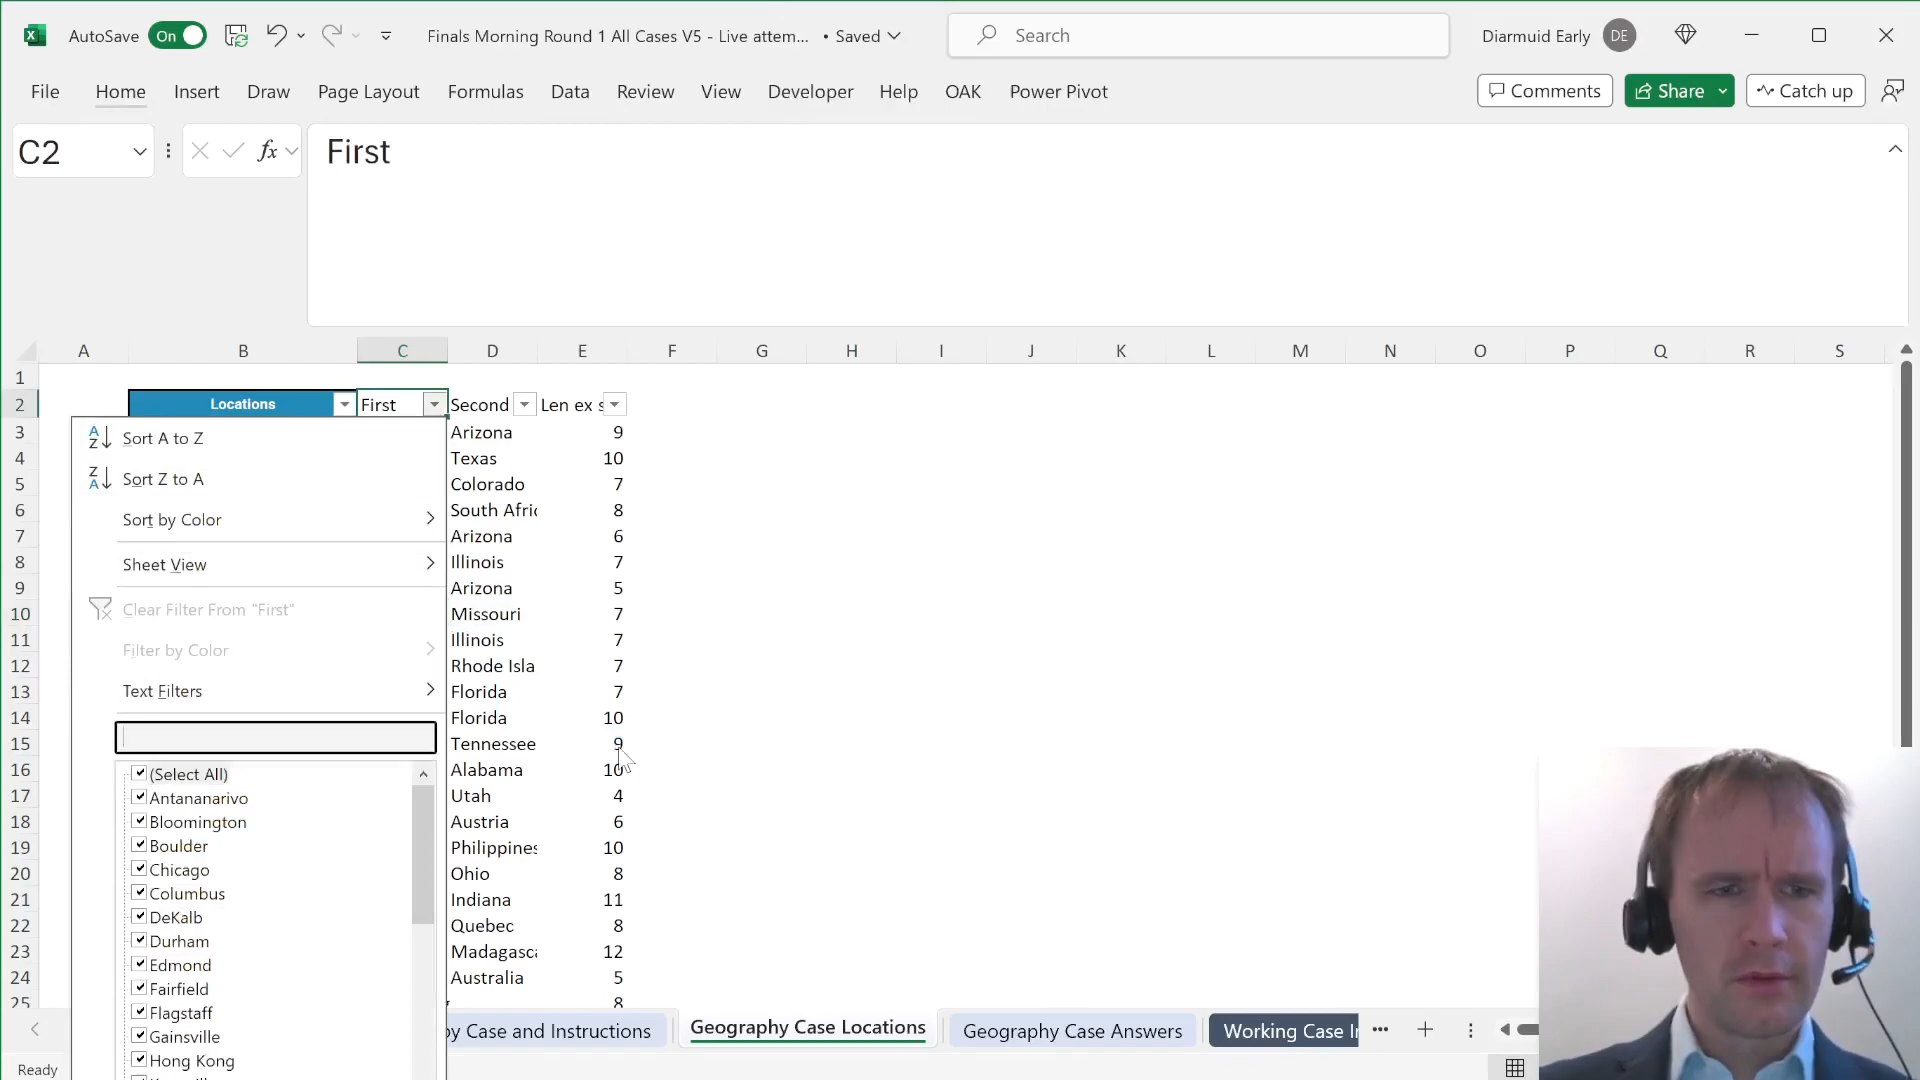 AutoSave On Finals Morning Round 1 All Cases V5 - Live attem... • Saved Search Diarmuid Early DE
File Home Insert Draw Page Layout Formulas Data Review View Developer Help OAK Power Pivot Comments Share Catch up
C2 fx First
A B C D E F G H I J K L M N O P Q R S
1
2 Locations First Second Len ex s
3 Arizona 9
4 Texas 10
5 Colorado 7
6 South Afric 8
7 Arizona 6
8 Illinois 7
9 Arizona 5
10 Missouri 7
11 Illinois 7
12 Rhode Isla 7
13 Florida 7
14 Florida 10
15 Tennessee 9
16 Alabama 10
17 Utah 4
18 Austria 6
19 Philippines 10
20 Ohio 8
21 Indiana 11
22 Quebec 8
23 Madagasca 12
24 Australia 5
25 8
Sort A to Z
Sort Z to A
Sort by Color
Sheet View
Clear Filter From "First"
Filter by Color
Text Filters
(Select All)
Antananarivo
Bloomington
Boulder
Chicago
Columbus
DeKalb
Durham
Edmond
Fairfield
Flagstaff
Gainsville
Hong Kong
y Case and Instructions Geography Case Locations Geography Case Answers Working Case Ir
Ready